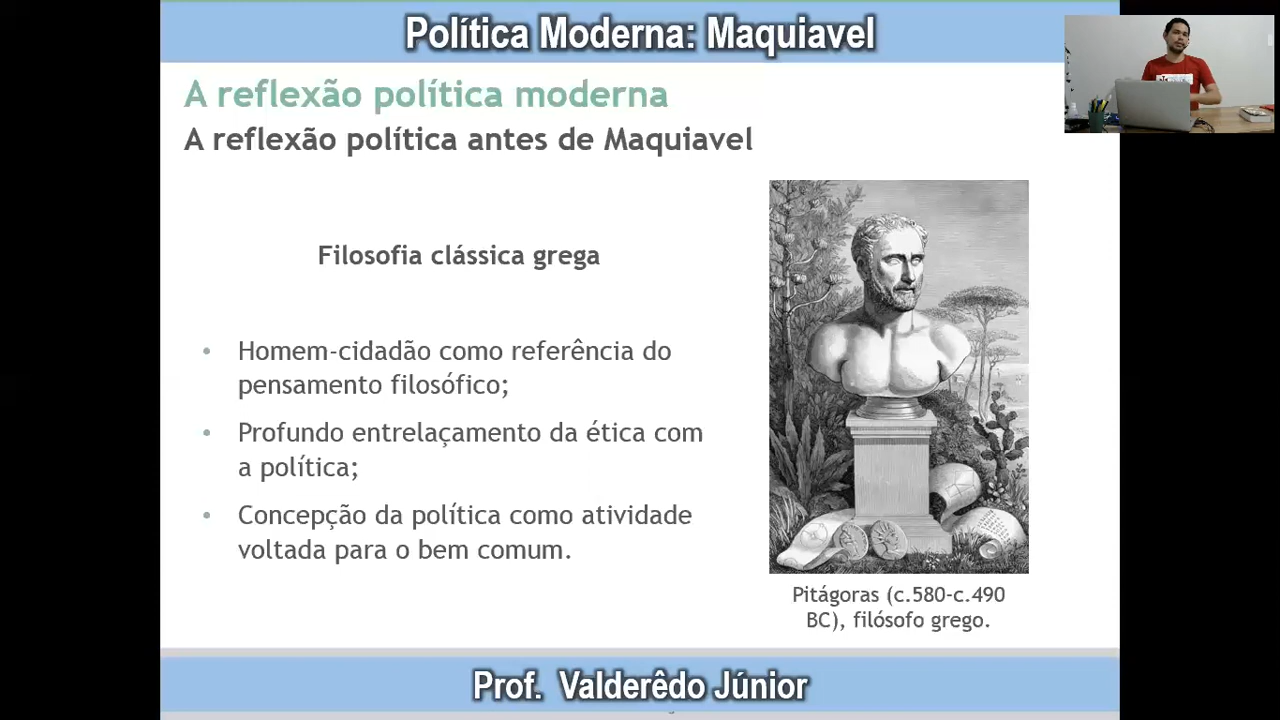 Política Moderna: Maquiavel
A reflexão política moderna
A reflexão política antes de Maquiavel
Filosofia clássica grega
• Homem-cidadão como referência do
pensamento filosófico;
• Profundo entrelaçamento da ética com
a política;
• Concepção da política como atividade
voltada para o bem comum.
Pitágoras (c.580-c.490
BC), filósofo grego.
Prof. Valderêdo Júnior